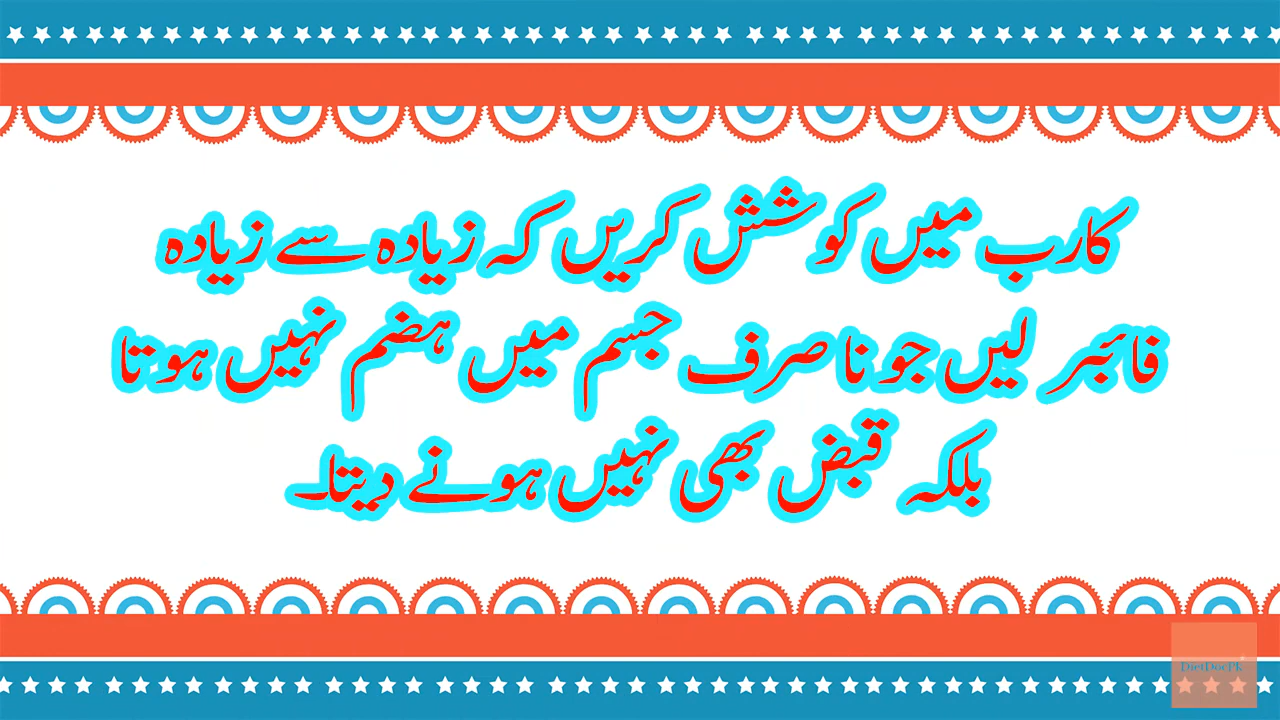 کارب میں کوشش کریں کہ زیادہ سے زیادہ
فائبر لیں جو نا صرف جسم میں ہضم نہیں ہوتا
بلکہ قبض بھی نہیں ہونے دیتا۔
DietDocPk